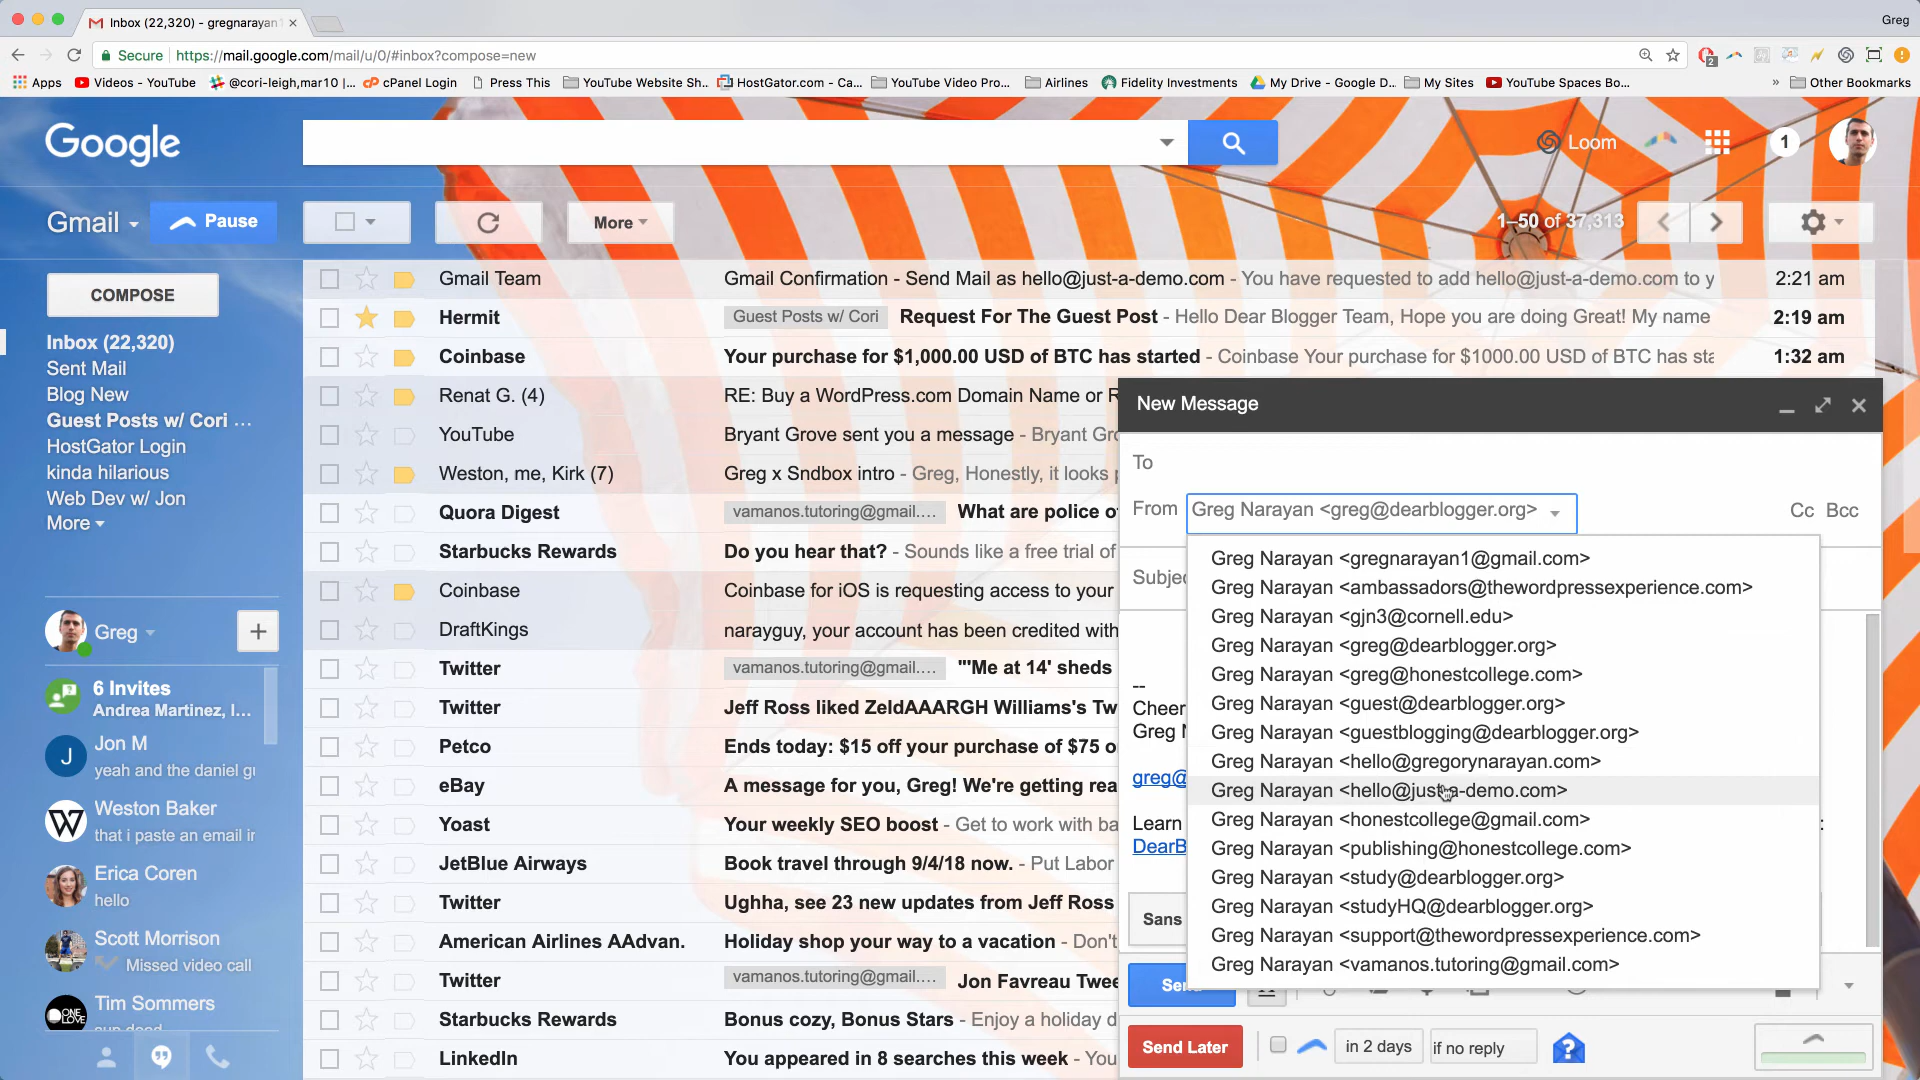 Inbox (22,320) - gregnarayan1
Greg
Secure https://mail.google.com/mail/u/0/#inbox?compose=new
2
Apps Videos - YouTube @cori-leigh,mar10 |... cPanel Login Press This YouTube Website Sh... HostGator.com - Ca... YouTube Video Pro... Airlines Fidelity Investments My Drive - Google D... My Sites YouTube Spaces Bo... » Other Bookmarks
Google
Loom
1
Gmail
Pause
More
1–50 of 37,313
COMPOSE
Inbox (22,320)
Sent Mail
Blog New
Guest Posts w/ Cori ...
HostGator Login
kinda hilarious
Web Dev w/ Jon
More
Greg
6 Invites
Andrea Martinez, I...
J
Jon M
yeah and the daniel gu
W
Weston Baker
that i paste an email ir
Erica Coren
hello
Scott Morrison
Missed video call
ONE LOVE
Tim Sommers
Gmail Team Gmail Confirmation - Send Mail as hello@just-a-demo.com - You have requested to add hello@just-a-demo.com to y 2:21 am
Hermit Guest Posts w/ Cori Request For The Guest Post - Hello Dear Blogger Team, Hope you are doing Great! My name 2:19 am
Coinbase Your purchase for $1,000.00 USD of BTC has started - Coinbase Your purchase for $1000.00 USD of BTC has sta 1:32 am
Renat G. (4) RE: Buy a WordPress.com Domain Name or R
YouTube Bryant Grove sent you a message - Bryant Gro
Weston, me, Kirk (7) Greg x Sndbox intro - Greg, Honestly, it looks p
Quora Digest vamanos.tutoring@gmail.... What are police o
Starbucks Rewards Do you hear that? - Sounds like a free trial of
Coinbase Coinbase for iOS is requesting access to your
DraftKings narayguy, your account has been credited with
Twitter vamanos.tutoring@gmail.... "'Me at 14' sheds
Twitter Jeff Ross liked ZeldAAARGH Williams's Tw
Petco Ends today: $15 off your purchase of $75 o
eBay A message for you, Greg! We're getting rea
Yoast Your weekly SEO boost - Get to work with ba
JetBlue Airways Book travel through 9/4/18 now. - Put Labor
Twitter Ughha, see 23 new updates from Jeff Ross
American Airlines AAdvan. Holiday shop your way to a vacation - Don't
Twitter vamanos.tutoring@gmail.... Jon Favreau Twee
Starbucks Rewards Bonus cozy, Bonus Stars - Enjoy a holiday d
LinkedIn You appeared in 8 searches this week - You
New Message
To
From Greg Narayan <greg@dearblogger.org> Cc Bcc
Greg Narayan <gregnarayan1@gmail.com>
Greg Narayan <ambassadors@thewordpressexperience.com>
Greg Narayan <gjn3@cornell.edu>
Greg Narayan <greg@dearblogger.org>
Greg Narayan <greg@honestcollege.com>
Greg Narayan <guest@dearblogger.org>
Greg Narayan <guestblogging@dearblogger.org>
Greg Narayan <hello@gregorynarayan.com>
Greg Narayan <hello@just-a-demo.com>
Greg Narayan <honestcollege@gmail.com>
Greg Narayan <publishing@honestcollege.com>
Greg Narayan <study@dearblogger.org>
Greg Narayan <studyHQ@dearblogger.org>
Greg Narayan <support@thewordpressexperience.com>
Greg Narayan <vamanos.tutoring@gmail.com>
Subjec
--
Cheer
Greg N
greg@
Learn
DearB
Sans
Sen
Send Later in 2 days if no reply ?